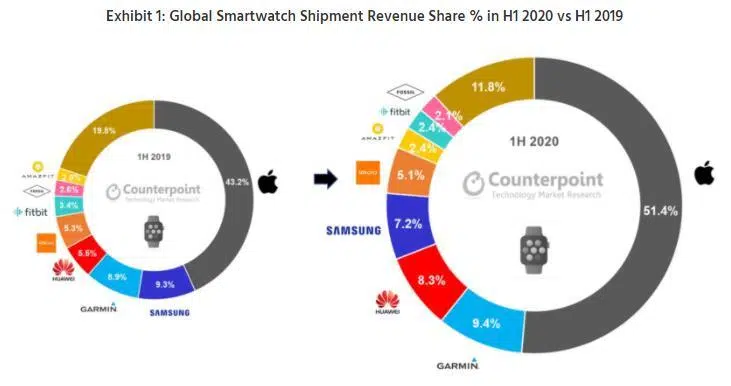 Exhibit 1: Global Smartwatch Shipment Revenue Share % in H1 2020 vs H1 2019
1H 2019
Counterpoint
Technology Market Research
43.2%
9.3%
8.9%
5.3%
3.4%
2.6%
19.8%
AMAZFIT
FOSSIL
fitbit
imoo
HUAWEI
GARMIN
SAMSUNG
1H 2020
Counterpoint
Technology Market Research
51.4%
9.4%
8.3%
7.2%
5.1%
2.4%
2.4%
2.1%
11.8%
FOSSIL
fitbit
AMAZFIT
SAMSUNG
HUAWEI
GARMIN